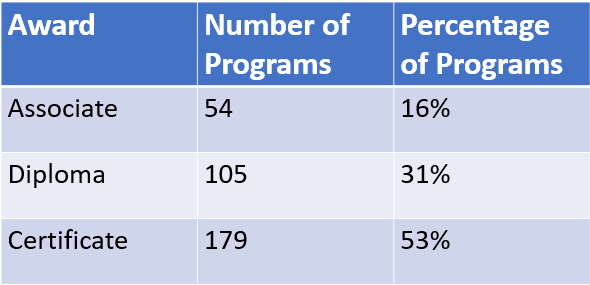 Award Number of Percentage
Programs of Programs
Associate 54 16%
Diploma 105 31%
Certificate 179 53%